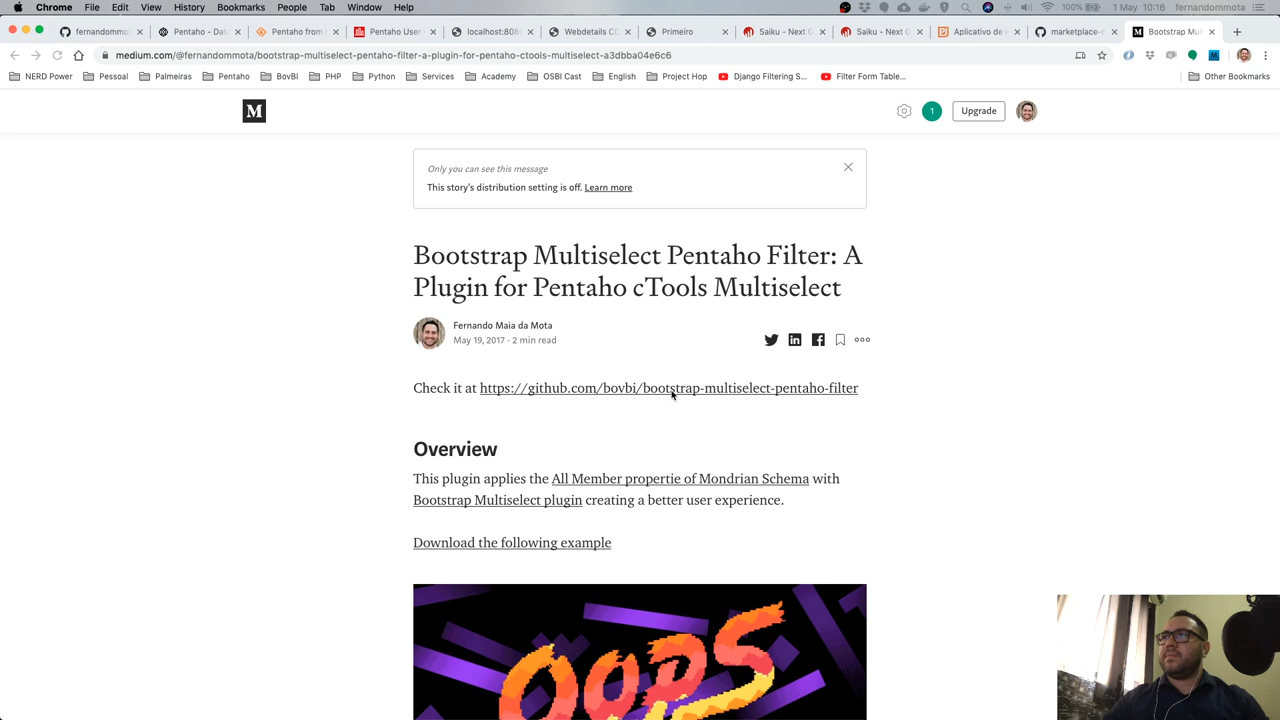 Chrome File Edit View History Bookmarks People Tab Window Help 100% 1 May 10:16 fernandommota
fernandommo Pentaho - Dat Pentaho from Pentaho User localhost:808 Webdetails CD Primeiro Saiku - Next G Saiku - Next G Aplicativo de e marketplace-m Bootstrap Mul
medium.com/@fernandommota/bootstrap-multiselect-pentaho-filter-a-plugin-for-pentaho-ctools-multiselect-a3dbba04e6c6
NERD Power Pessoal Palmeiras Pentaho BovBI PHP Python Services Academy OSBI Cast English Project Hop Django Filtering S... Filter Form Table... Other Bookmarks
M 1 Upgrade
Only you can see this message
This story's distribution setting is off. Learn more
Bootstrap Multiselect Pentaho Filter: A
Plugin for Pentaho cTools Multiselect
Fernando Maia da Mota
May 19, 2017 · 2 min read
Check it at https://github.com/bovbi/bootstrap-multiselect-pentaho-filter
Overview
This plugin applies the All Member propertie of Mondrian Schema with
Bootstrap Multiselect plugin creating a better user experience.
Download the following example
OOPS